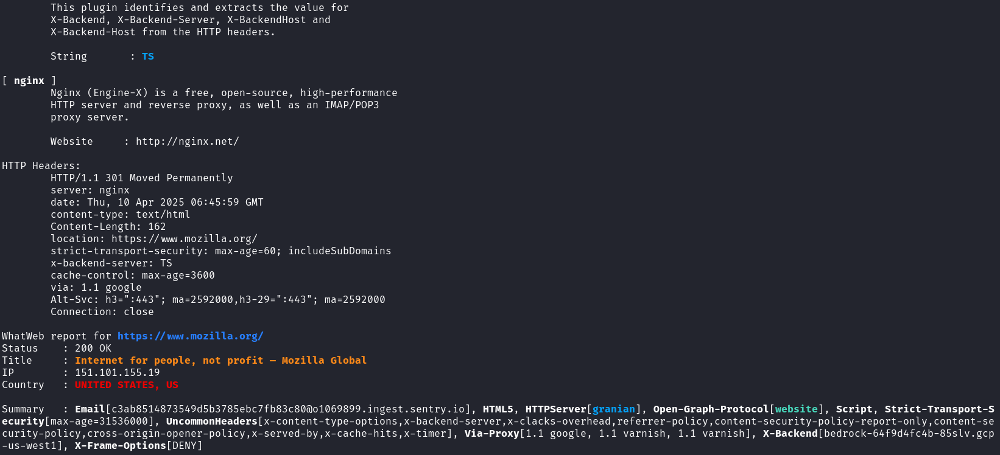 This plugin identifies and extracts the value for
X-Backend, X-Backend-Server, X-BackendHost and
X-Backend-Host from the HTTP headers.
String       : TS
[ nginx ]
Nginx (Engine-X) is a free, open-source, high-performance
HTTP server and reverse proxy, as well as an IMAP/POP3
proxy server.
Website     : http://nginx.net/
HTTP Headers:
HTTP/1.1 301 Moved Permanently
server: nginx
date: Thu, 10 Apr 2025 06:45:59 GMT
content-type: text/html
Content-Length: 162
location: https://www.mozilla.org/
strict-transport-security: max-age=60; includeSubDomains
x-backend-server: TS
cache-control: max-age=3600
via: 1.1 google
Alt-Svc: h3=":443"; ma=2592000,h3-29=":443"; ma=2592000
Connection: close
WhatWeb report for https://www.mozilla.org/
Status    : 200 OK
Title     : Internet for people, not profit — Mozilla Global
IP        : 151.101.155.19
Country   : UNITED STATES, US
Summary   : Email[c3ab8514873549d5b3785ebc7fb83c80@o1069899.ingest.sentry.io], HTML5, HTTPServer[granian], Open-Graph-Protocol[website], Script, Strict-Transport-S
ecurity[max-age=31536000], UncommonHeaders[x-content-type-options,x-backend-server,x-clacks-overhead,referrer-policy,content-security-policy-report-only,content-se
curity-policy,cross-origin-opener-policy,x-served-by,x-cache-hits,x-timer], Via-Proxy[1.1 google, 1.1 varnish, 1.1 varnish], X-Backend[bedrock-64f9d4fc4b-85slv.gcp
-us-west1], X-Frame-Options[DENY]